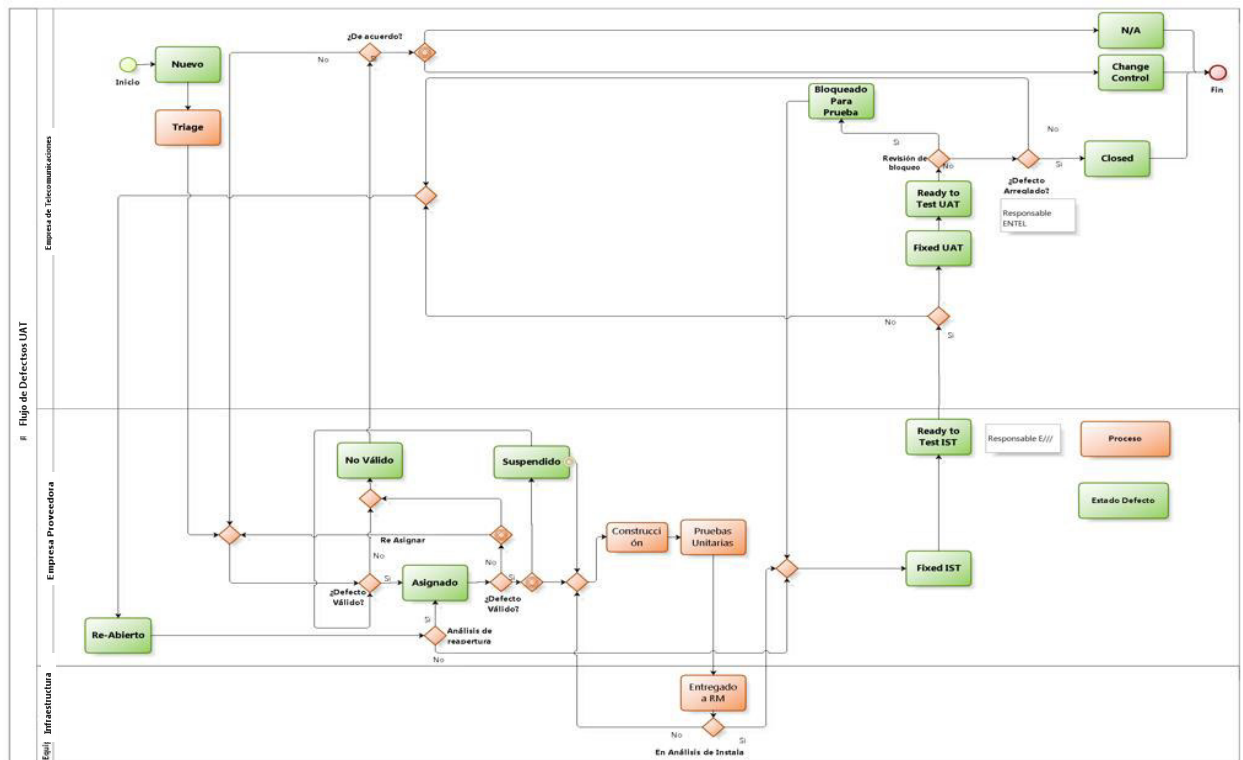 Flujo de Defectsos UAT
Empresa de Telecomunicaciones
Inicio
Nuevo
Triage
¿De acuerdo?
No
Si
N/A
Change
Control
Fin
Bloqueado
Para
Prueba
Si
Revisión de
bloqueo
No
No
Si
Closed
¿Defecto
Arreglado?
Responsable
ENTEL
Ready to
Test UAT
Fixed UAT
No
Si
Empresa Proveedora
No Válido
Suspendido
Ready to
Test IST
Responsable E///
Proceso
Estado Defecto
Re Asignar
Construcci
ón
Pruebas
Unitarias
No
No
Si
Si
¿Defecto
Válido?
Asignado
¿Defecto
Válido?
Fixed IST
Re-Abierto
Si
Análisis de
reapertura
No
Equip
Infraestructura
Entregado
a RM
No
Si
En Análisis de Instala